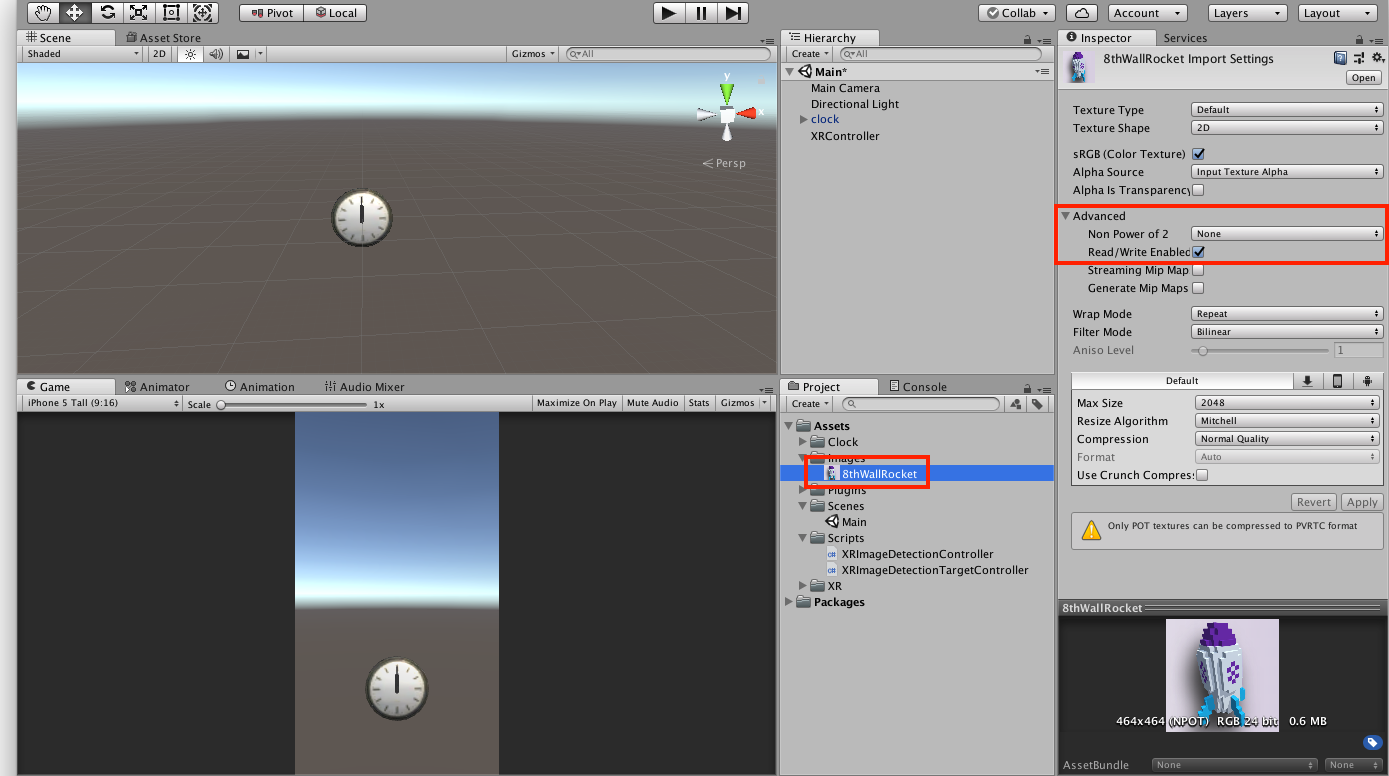 Pivot Local Collab Account Layers Layout
Scene Asset Store
Shaded 2D Gizmos All
y
x
Persp
Hierarchy
Create All
Main*
Main Camera
Directional Light
clock
XRController
Inspector Services
8thWallRocket Import Settings
Open
Texture Type Default
Texture Shape 2D
sRGB (Color Texture)
Alpha Source Input Texture Alpha
Alpha Is Transparency
Advanced
Non Power of 2 None
Read/Write Enabled
Streaming Mip Map
Generate Mip Maps
Wrap Mode Repeat
Filter Mode Bilinear
Aniso Level 1
Default
Max Size 2048
Resize Algorithm Mitchell
Compression Normal Quality
Format Auto
Use Crunch Compres:
Revert Apply
Only POT textures can be compressed to PVRTC format
Game Animator Animation Audio Mixer
iPhone 5 Tall (9:16) Scale 1x Maximize On Play Mute Audio Stats Gizmos
Project Console
Create
Assets
Clock
Images
8thWallRocket
Plugins
Scenes
Main
Scripts
XRImageDetectionController
XRImageDetectionTargetController
XR
Packages
8thWallRocket
464x464 (NPOT) RGB 24 bit 0.6 MB
AssetBundle None None